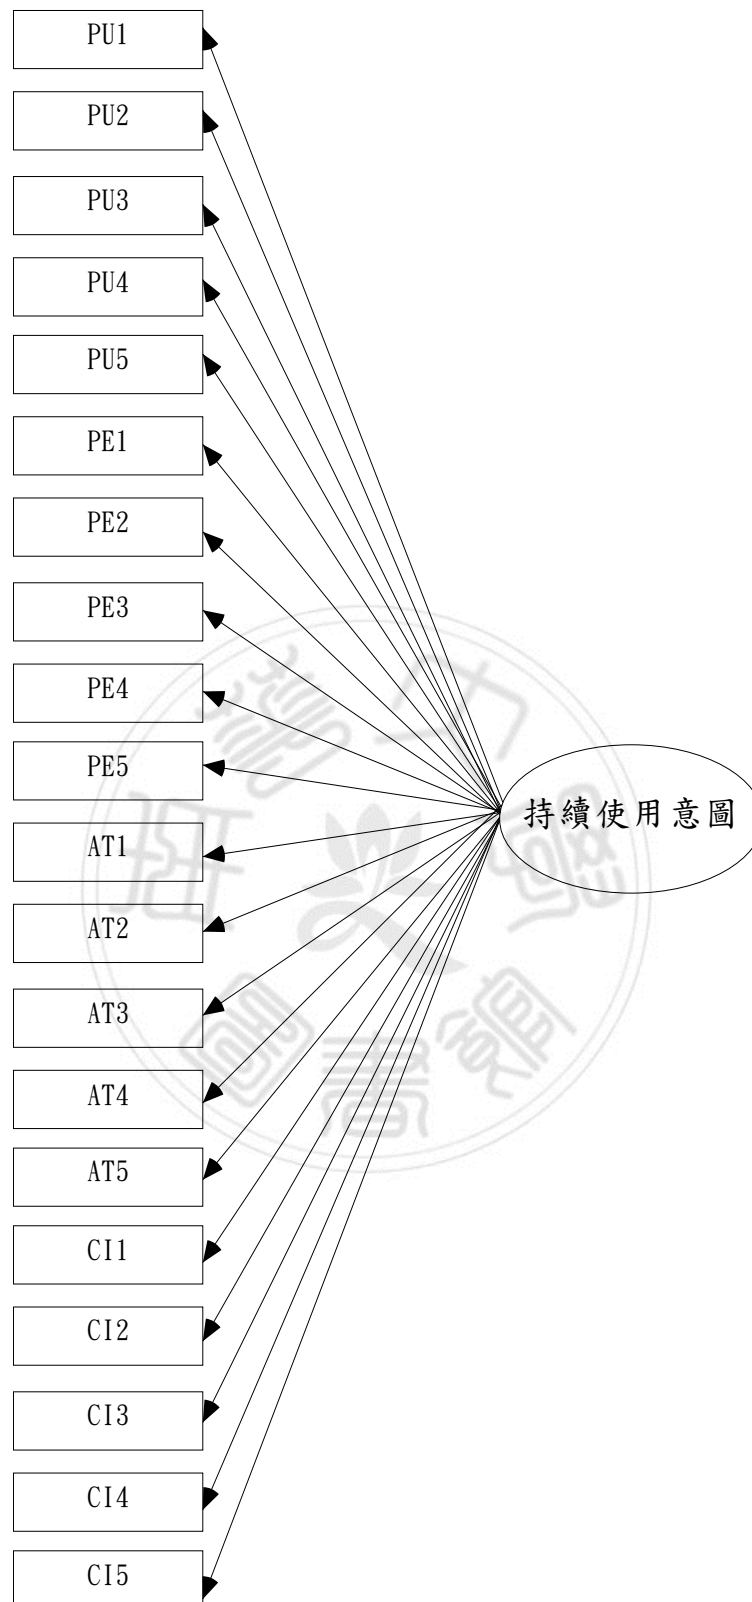 PU1
PU2
PU3
PU4
PU5
PE1
PE2
PE3
PE4
PE5
持續使用意圖
AT1
AT2
AT3
AT4
AT5
CI1
CI2
CI3
CI4
CI5